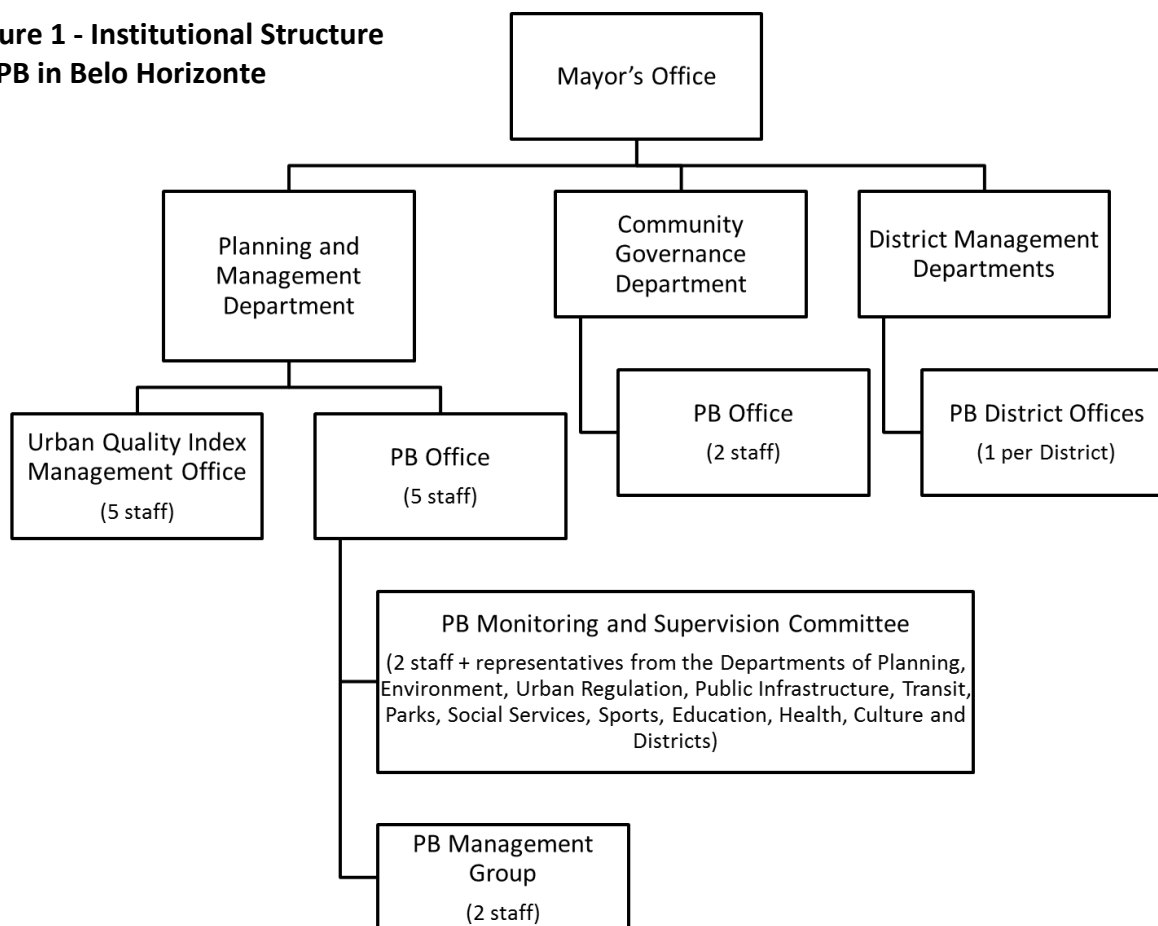 ure 1 - Institutional Structure
PB in Belo Horizonte
Mayor's Office
Planning and
Management
Department
Community
Governance
Department
District Management
Departments
Urban Quality Index
Management Office
(5 staff)
PB Office
(5 staff)
PB Office
(2 staff)
PB District Offices
(1 per District)
PB Monitoring and Supervision Committee
(2 staff + representatives from the Departments of Planning,
Environment, Urban Regulation, Public Infrastructure, Transit,
Parks, Social Services, Sports, Education, Health, Culture and
Districts)
PB Management
Group
(2 staff)